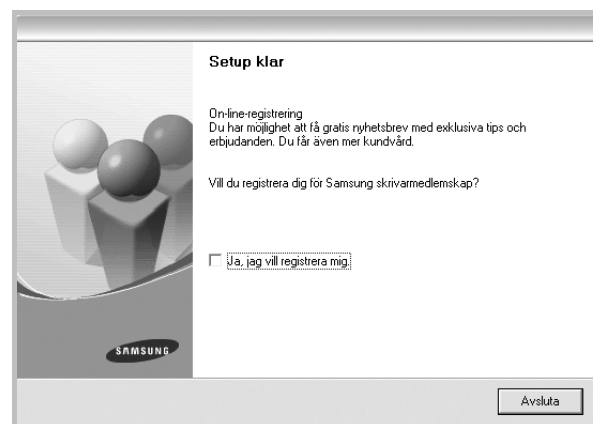 Setup klar
On-line-registrering
Du har möjlighet att få gratis nyhetsbrev med exklusiva tips och
erbjudanden. Du får även mer kundvård.
Vill du registrera dig för Samsung skrivarmedlemskap?
Ja, jag vill registrera mig.
SAMSUNG
Avsluta